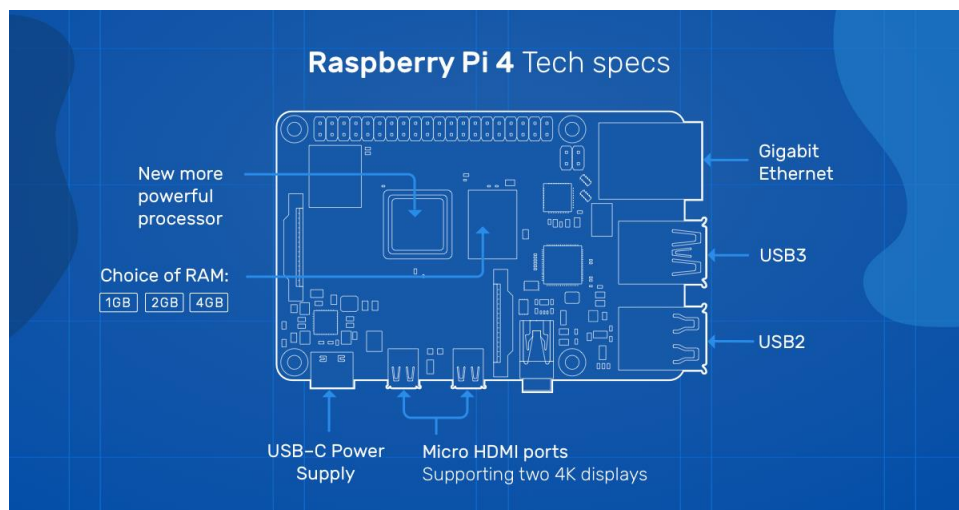 Raspberry Pi 4 Tech specs
New more
powerful
processor
Choice of RAM:
1GB 2GB 4GB
Gigabit
Ethernet
USB3
USB2
USB-C Power
Supply
Micro HDMI ports
Supporting two 4K displays